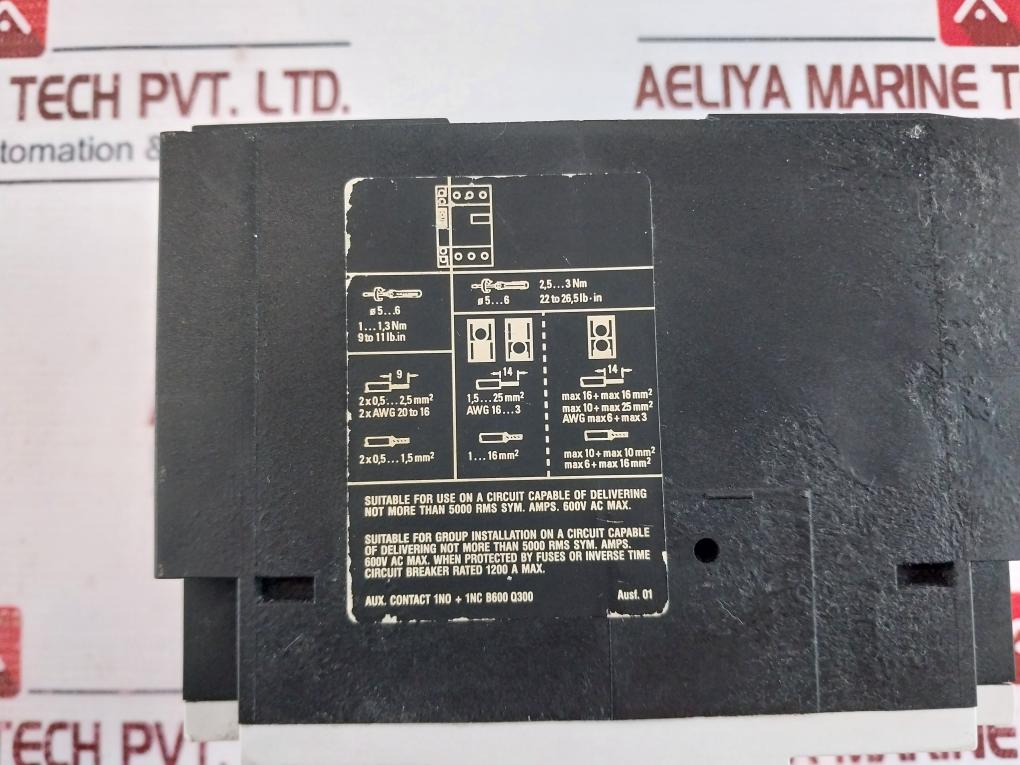 TECH PVT. LTD.
AELIYA MARINE T
tomation &
ø 5...6
1...1,3 Nm
9 to 11 lb.in
ø 5...6
2,5...3 Nm
22 to 26,5 lb·in
9
2 x 0,5...2,5 mm²
2 x AWG 20 to 16
2 x 0,5...1,5 mm²
14
1,5...25 mm²
AWG 16...3
1...16 mm²
14
max 16 + max 16 mm²
max 10 + max 25 mm²
AWG max 6 + max 3
max 10 + max 10 mm²
max 6 + max 16 mm²
SUITABLE FOR USE ON A CIRCUIT CAPABLE OF DELIVERING
NOT MORE THAN 5000 RMS SYM. AMPS. 600V AC MAX.
SUITABLE FOR GROUP INSTALLATION ON A CIRCUIT CAPABLE
OF DELIVERING NOT MORE THAN 5000 RMS SYM. AMPS.
600V AC MAX. WHEN PROTECTED BY FUSES OR INVERSE TIME
CIRCUIT BREAKER RATED 1200 A MAX.
AUX. CONTACT 1NO + 1NC B600 Q300
Ausf. 01
TECH PVT.
MARIN